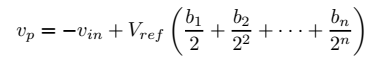 $v_p = -v_{in} + V_{ref} \left( \frac{b_1}{2} + \frac{b_2}{2^2} + \cdots + \frac{b_n}{2^n} \right)$